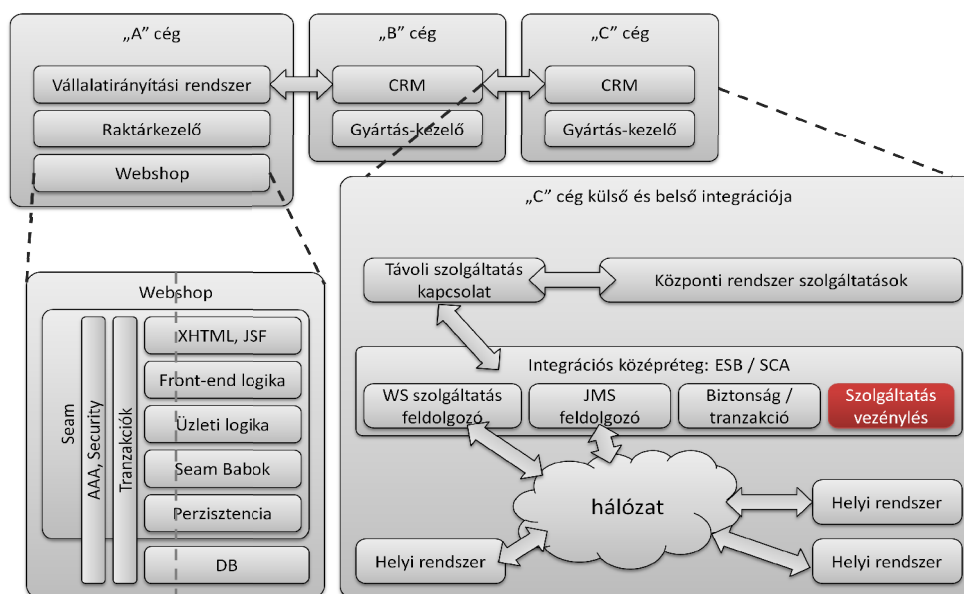 „A” cég
Vállalatirányítási rendszer
Raktárkezelő
Webshop
„B” cég
CRM
Gyártás-kezelő
„C” cég
CRM
Gyártás-kezelő
Webshop
Seam
AAA, Security
Tranzakciók
XHTML, JSF
Front-end logika
Üzleti logika
Seam Babok
Perzisztencia
DB
„C” cég külső és belső integrációja
Távoli szolgáltatás
kapcsolat
Központi rendszer szolgáltatások
Integrációs középréteg: ESB / SCA
WS szolgáltatás
feldolgozó
JMS
feldolgozó
Biztonság /
tranzakció
Szolgáltatás
vezénylés
hálózat
Helyi rendszer
Helyi rendszer
Helyi rendszer